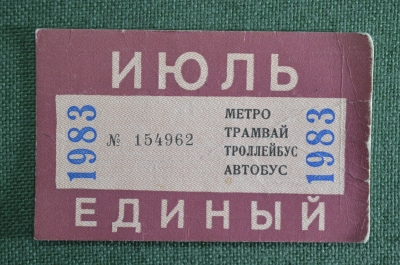 ИЮЛЬ
1983
№ 154962
МЕТРО
ТРАМВАЙ
ТРОЛЛЕЙБУС
АВТОБУС
1983
ЕДИНЫЙ